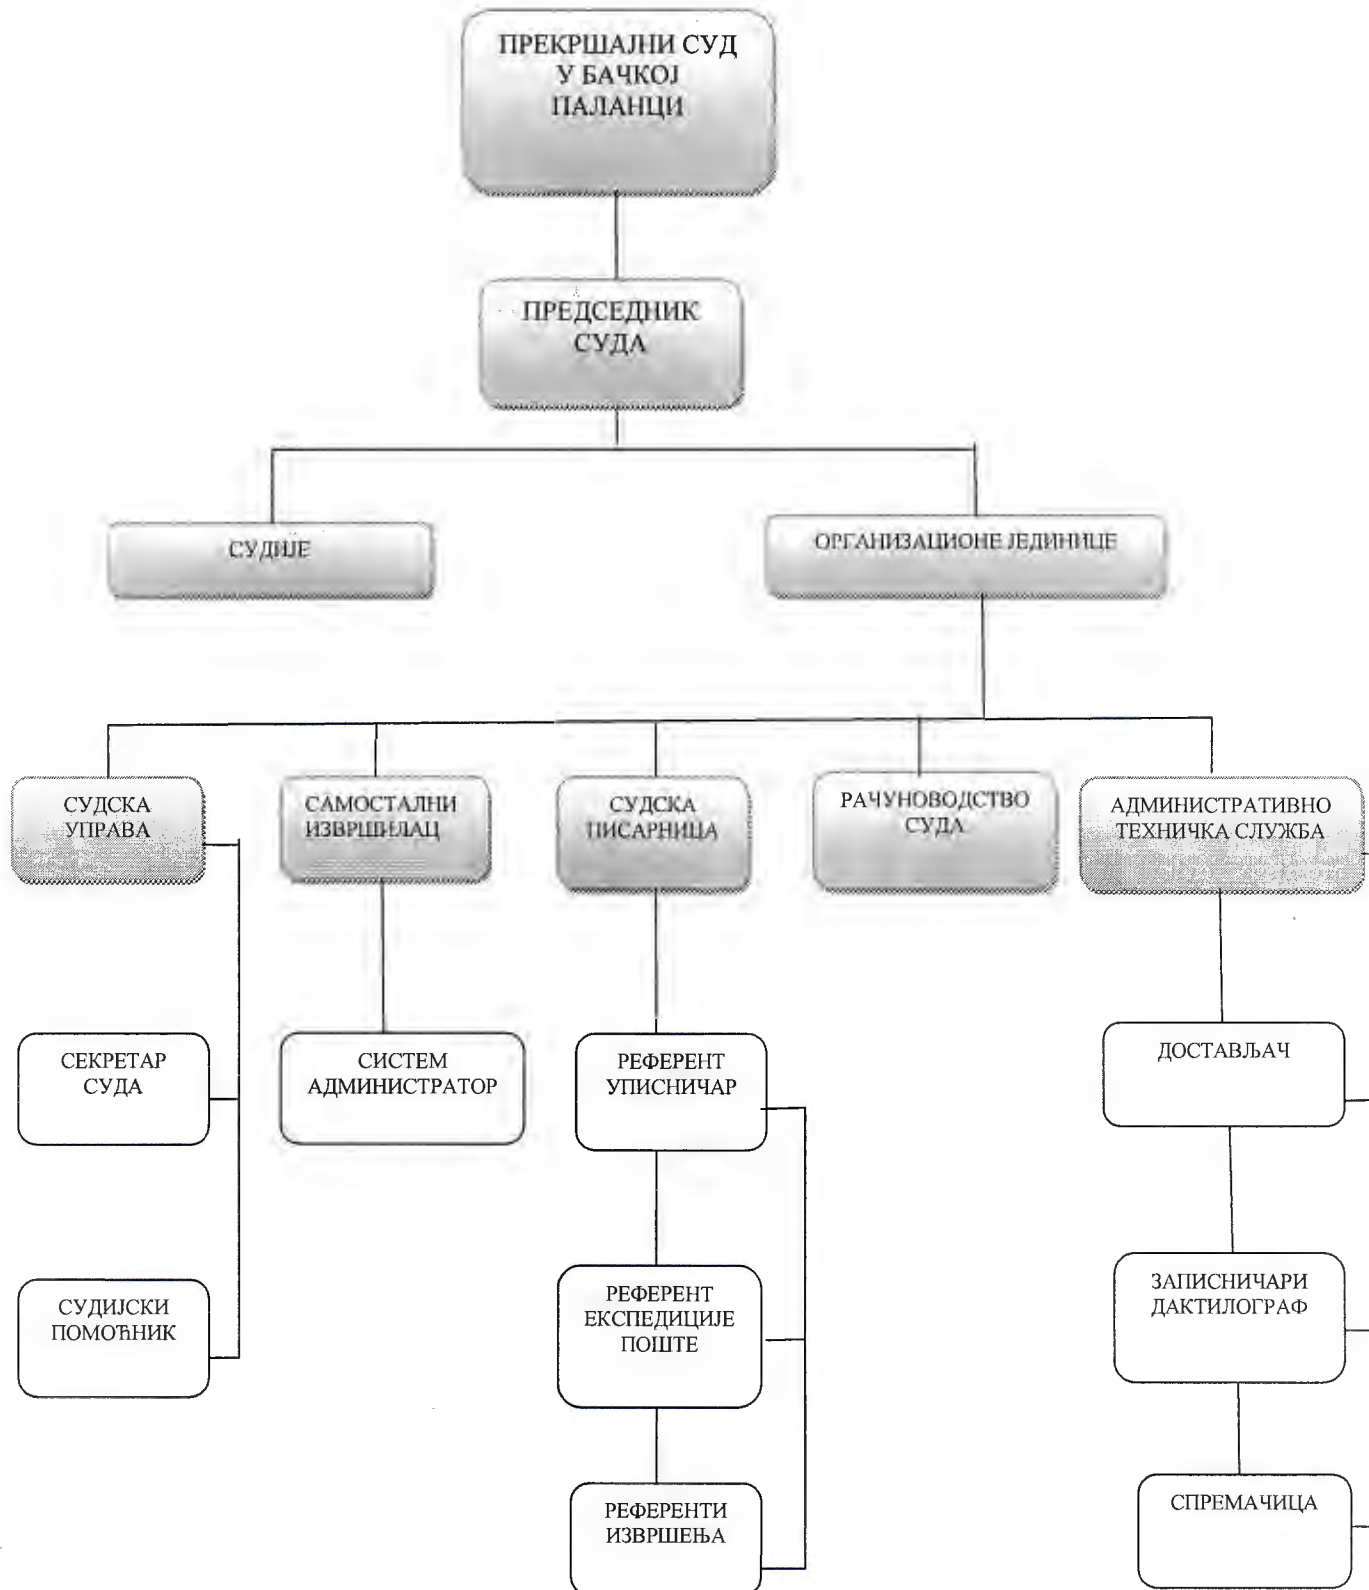 ПРЕКРШАЈНИ СУД
У БАЧКОЈ
ПАЛАНЦИ
ПРЕДСЕДНИК
СУДА
СУДИЈЕ
ОРГАНИЗАЦИОНЕ ЈЕДИНИЦЕ
СУДСКА
УПРАВА
САМОСТАЛНИ
ИЗВРШИЛАЦ
СУДСКА
ПИСАРНИЦА
РАЧУНОВОДСТВО
СУДА
АДМИНИСТРАТИВНО
ТЕХНИЧКА СЛУЖБА
СЕКРЕТАР
СУДА
СИСТЕМ
АДМИНИСТРАТОР
РЕФЕРЕНТ
УПИСНИЧАР
ДОСТАВЉАЧ
СУДИЈСКИ
ПОМОЋНИК
РЕФЕРЕНТ
ЕКСПЕДИЦИЈЕ
ПОШТЕ
ЗАПИСНИЧАРИ
ДАКТИЛОГРАФ
РЕФЕРЕНТИ
ИЗВРШЕЊА
СПРЕМАЧИЦА